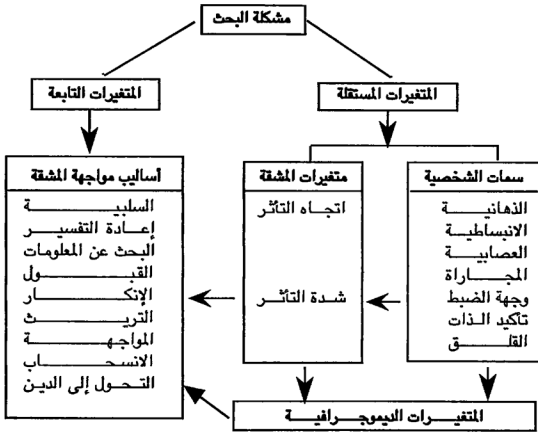 مشكلة البحث
المتغيرات المستقلة
المتغيرات التابعة
سمات الشخصية
الذهانية
الانبساطية
العصابية
المجاراة
وجهة الضبط
تأكيد الذات
القلق
متغيرات المشقة
اتجاه التأثر
شدة التأثر
أساليب مواجهة المشقة
السلبية
إعادة التفسير
البحث عن المعلومات
القبول
الإنكار
التريث
المواجهة
الانسحاب
التحول إلى الدين
المتغيرات الديموجرافية